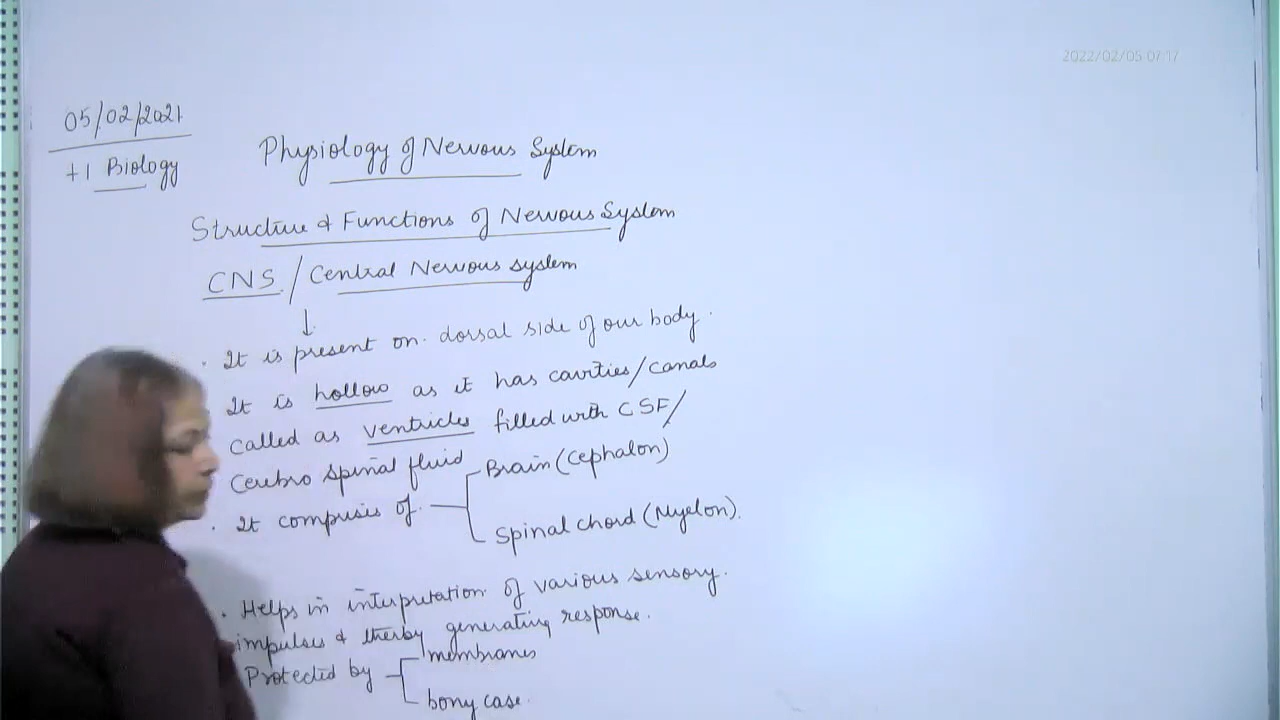 2022/02/05 07:17
05/02/2021
+1 Biology
Physiology of Nervous System
Structure & Functions of Nervous System
CNS / Central Nervous system
↓
. It is present on dorsal side of our body.
It is hollow as it has cavities/canals
called as ventricles filled with CSF/
Cerebro spinal fluid
. It comprises of
Brain (Cephalon)
Spinal chord (Myelon).
. Helps in interpretation of various sensory
impulses & therby generating response.
Protected by
membranes
bony case.